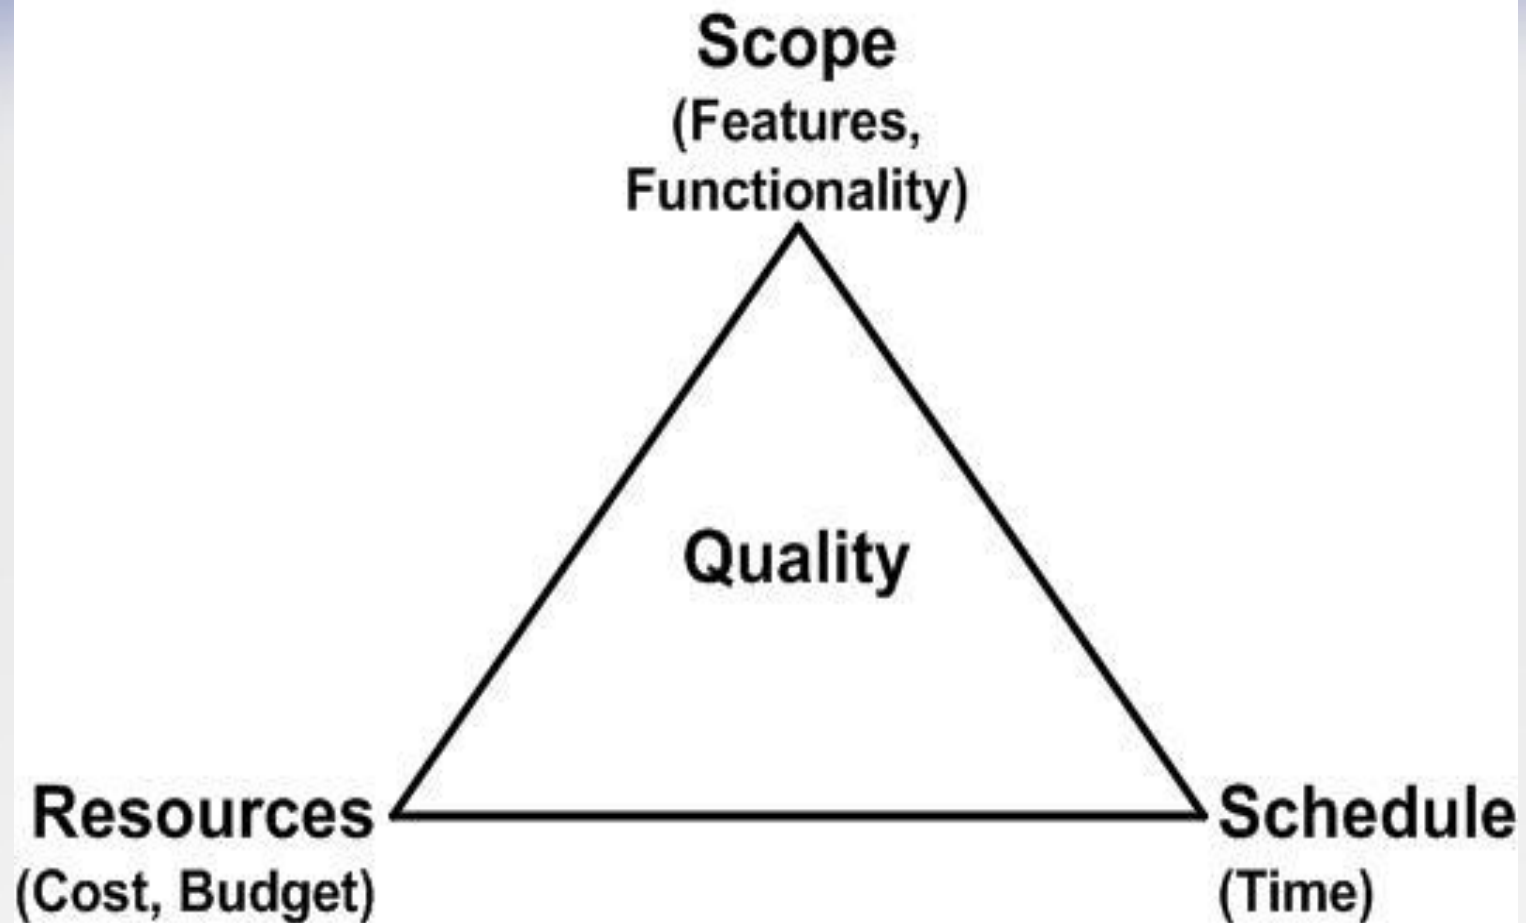 Scope
(Features,
Functionality)
Quality
Resources
(Cost, Budget)
Schedule
(Time)